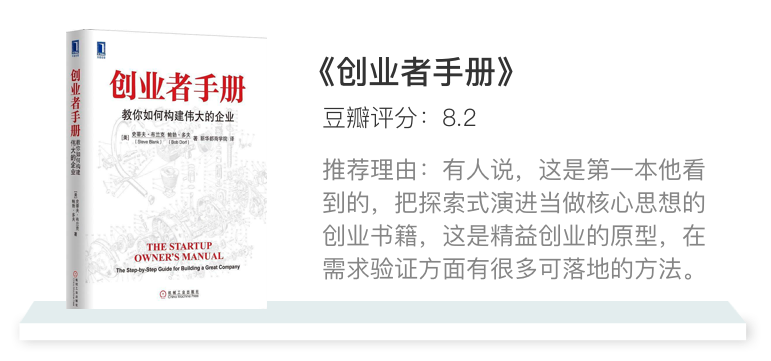 创业者手册
教你如何构建伟大的企业
[美] 史蒂夫·布兰克 鲍勃·多夫 著 新华都商学院 译
(Steve Blank) (Bob Dorf)
THE STARTUP
OWNER'S MANUAL
The Step-by-Step Guide for Building a Great Company
机械工业出版社
China Machine Press
创业者手册
教你如何构建
伟大的企业
《创业者手册》
豆瓣评分：8.2
推荐理由：有人说，这是第一本他看
到的，把探索式演进当做核心思想的
创业书籍，这是精益创业的原型，在
需求验证方面有很多可落地的方法。